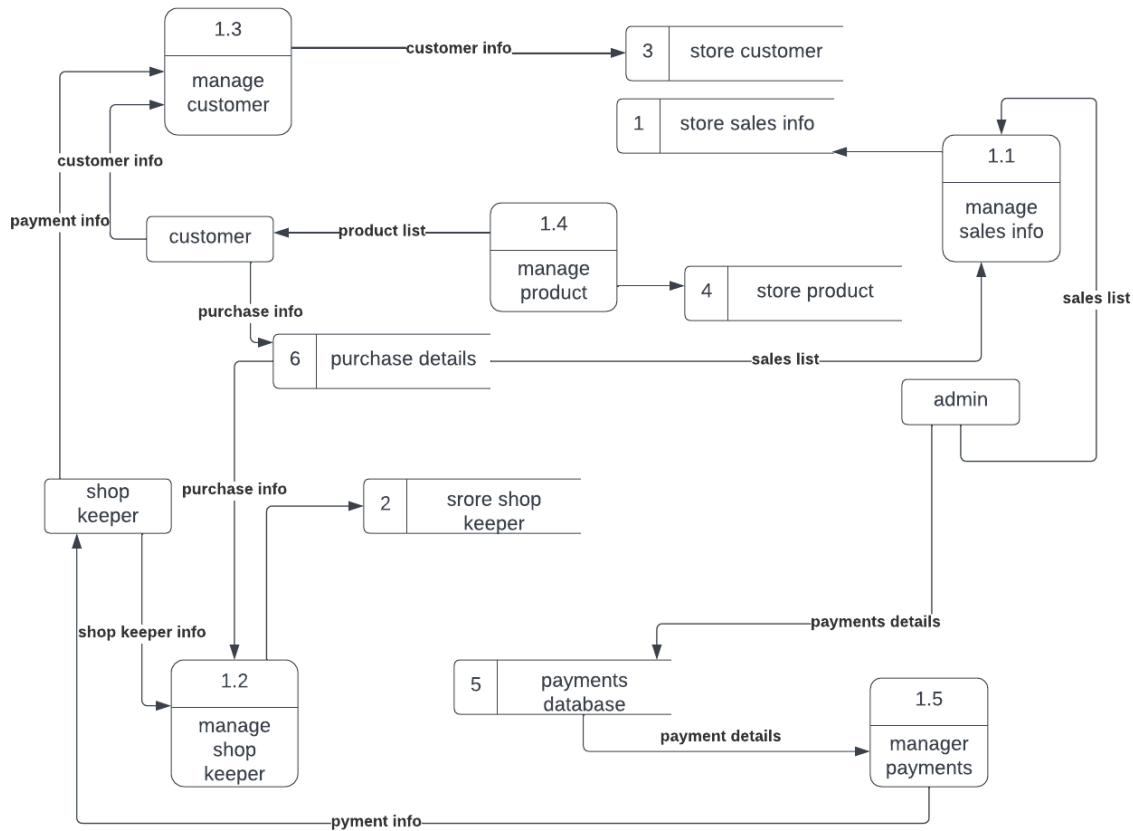 1.3
manage
customer
customer info
3
store customer
1
store sales info
1.1
manage
sales info
customer info
payment info
customer
product list
1.4
manage
product
4
store product
sales list
purchase info
6
purchase details
sales list
admin
shop
keeper
purchase info
2
srore shop
keeper
shop keeper info
payments details
1.2
manage
shop
keeper
5
payments
database
1.5
manager
payments
payment details
pyment info